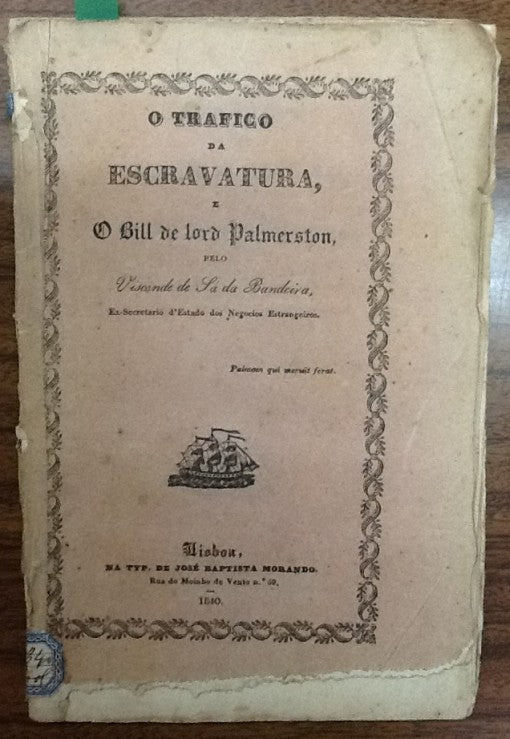 O TRAFICO
DA
ESCRAVATURA,
E
O Bill de lord Palmerston,
PELO
Visconde de Sá da Bandeira,
Ex-Secretario d'Estado dos Negocios Estrangeiros.
Palmam qui meruit ferat.
Lisboa,
NA TYP. DE JOSÉ BAPTISTA MORANDO.
Rua do Moinho de Vento n.º 59.
1840.